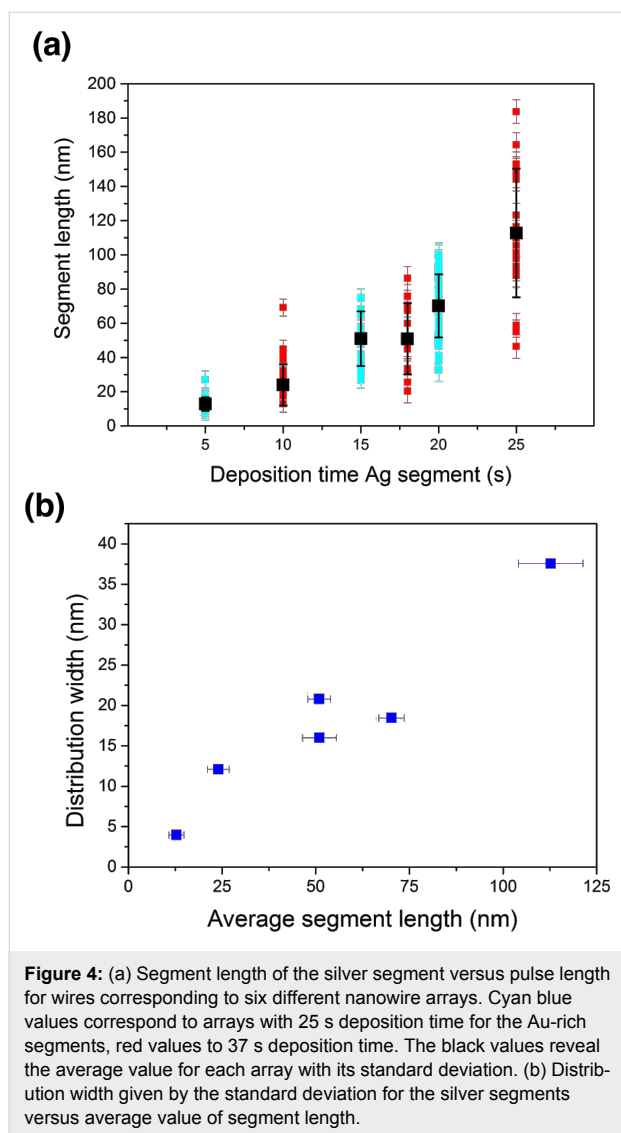 (a)
200
180
160
140
120
100
80
60
40
20
0
Segment length (nm)
5 10 15 20 25
Deposition time Ag segment (s)
(b)
40
35
30
25
20
15
10
5
0
Distribution width (nm)
0 25 50 75 100 125
Average segment length (nm)
Figure 4: (a) Segment length of the silver segment versus pulse length
for wires corresponding to six different nanowire arrays. Cyan blue
values correspond to arrays with 25 s deposition time for the Au-rich
segments, red values to 37 s deposition time. The black values reveal
the average value for each array with its standard deviation. (b) Distrib-
ution width given by the standard deviation for the silver segments
versus average value of segment length.